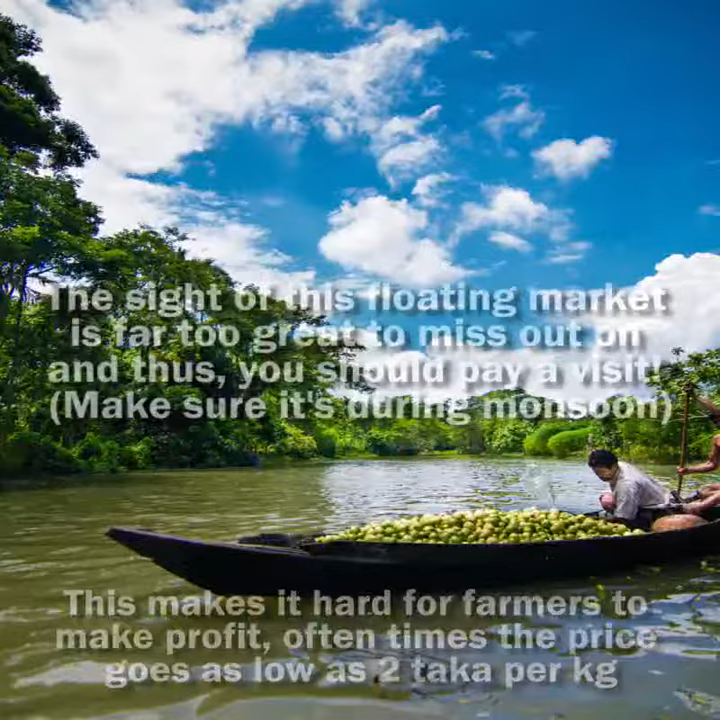 The sight of this floating market
is far too great to miss out on
and thus, you should pay a visit!
(Make sure it's during monsoon)
This makes it hard for farmers to
make profit, often times the price
goes as low as 2 taka per kg